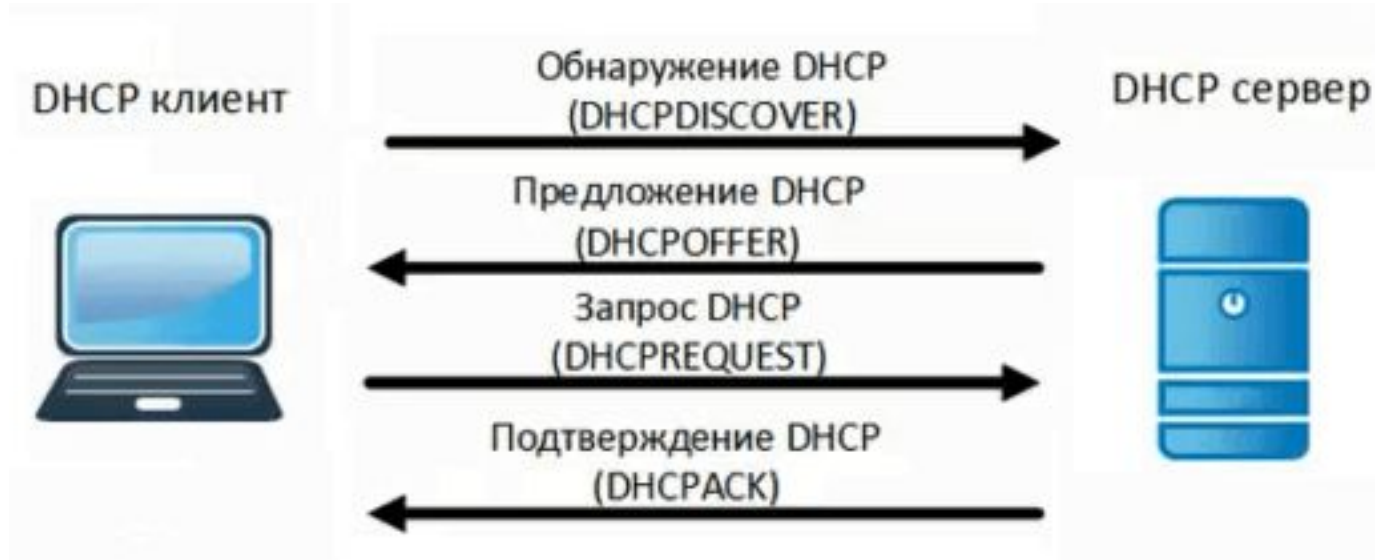 DHCP клиент
Обнаружение DHCP
(DHCPDISCOVER)
DHCP сервер
Предложение DHCP
(DHCPOFFER)
Запрос DHCP
(DHCPREQUEST)
Подтверждение DHCP
(DHCPACK)